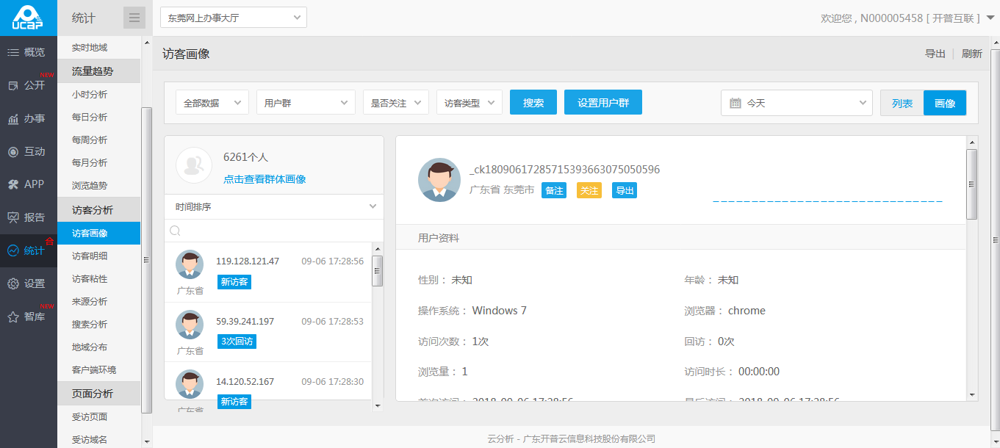 UCAP
统计
东莞网上办事大厅
欢迎您 , N000005458 [ 开普互联 ]
概览
公开
NEW
办事
互动
APP
报告
统计
合
设置
智库
NEW
实时地域
流量趋势
小时分析
每日分析
每周分析
每月分析
浏览趋势
访客分析
访客画像
访客明细
访客粘性
来源分析
搜索分析
地域分布
客户端环境
页面分析
受访页面
受访域名
访客画像
导出 | 刷新
全部数据
用户群
是否关注
访客类型
搜索
设置用户群
今天
列表
画像
6261个人
点击查看群体画像
时间排序
119.128.121.47 09-06 17:28:56
新访客
广东省
59.39.241.197 09-06 17:28:53
3次回访
广东省
14.120.52.167 09-06 17:28:30
新访客
广东省
_ck18090617285715393663075050596
广东省 东莞市 备注 关注 导出
用户资料
性别： 未知
年龄： 未知
操作系统： Windows 7
浏览器： chrome
访问次数： 1次
回访： 0次
浏览量： 1
访问时长： 00:00:00
首次访问： 2018-09-06 17:28:56
最后访问： 2018-09-06 17:28:56
云分析 - 广东开普云信息科技股份有限公司